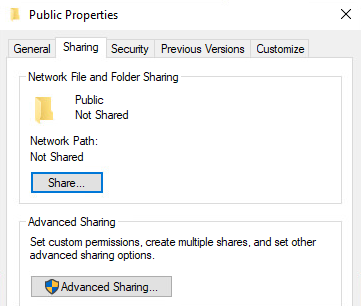 Public Properties
General
Sharing
Security
Previous Versions
Customize
Network File and Folder Sharing
Public
Not Shared
Network Path:
Not Shared
Share...
Advanced Sharing
Set custom permissions, create multiple shares, and set other
advanced sharing options.
Advanced Sharing...